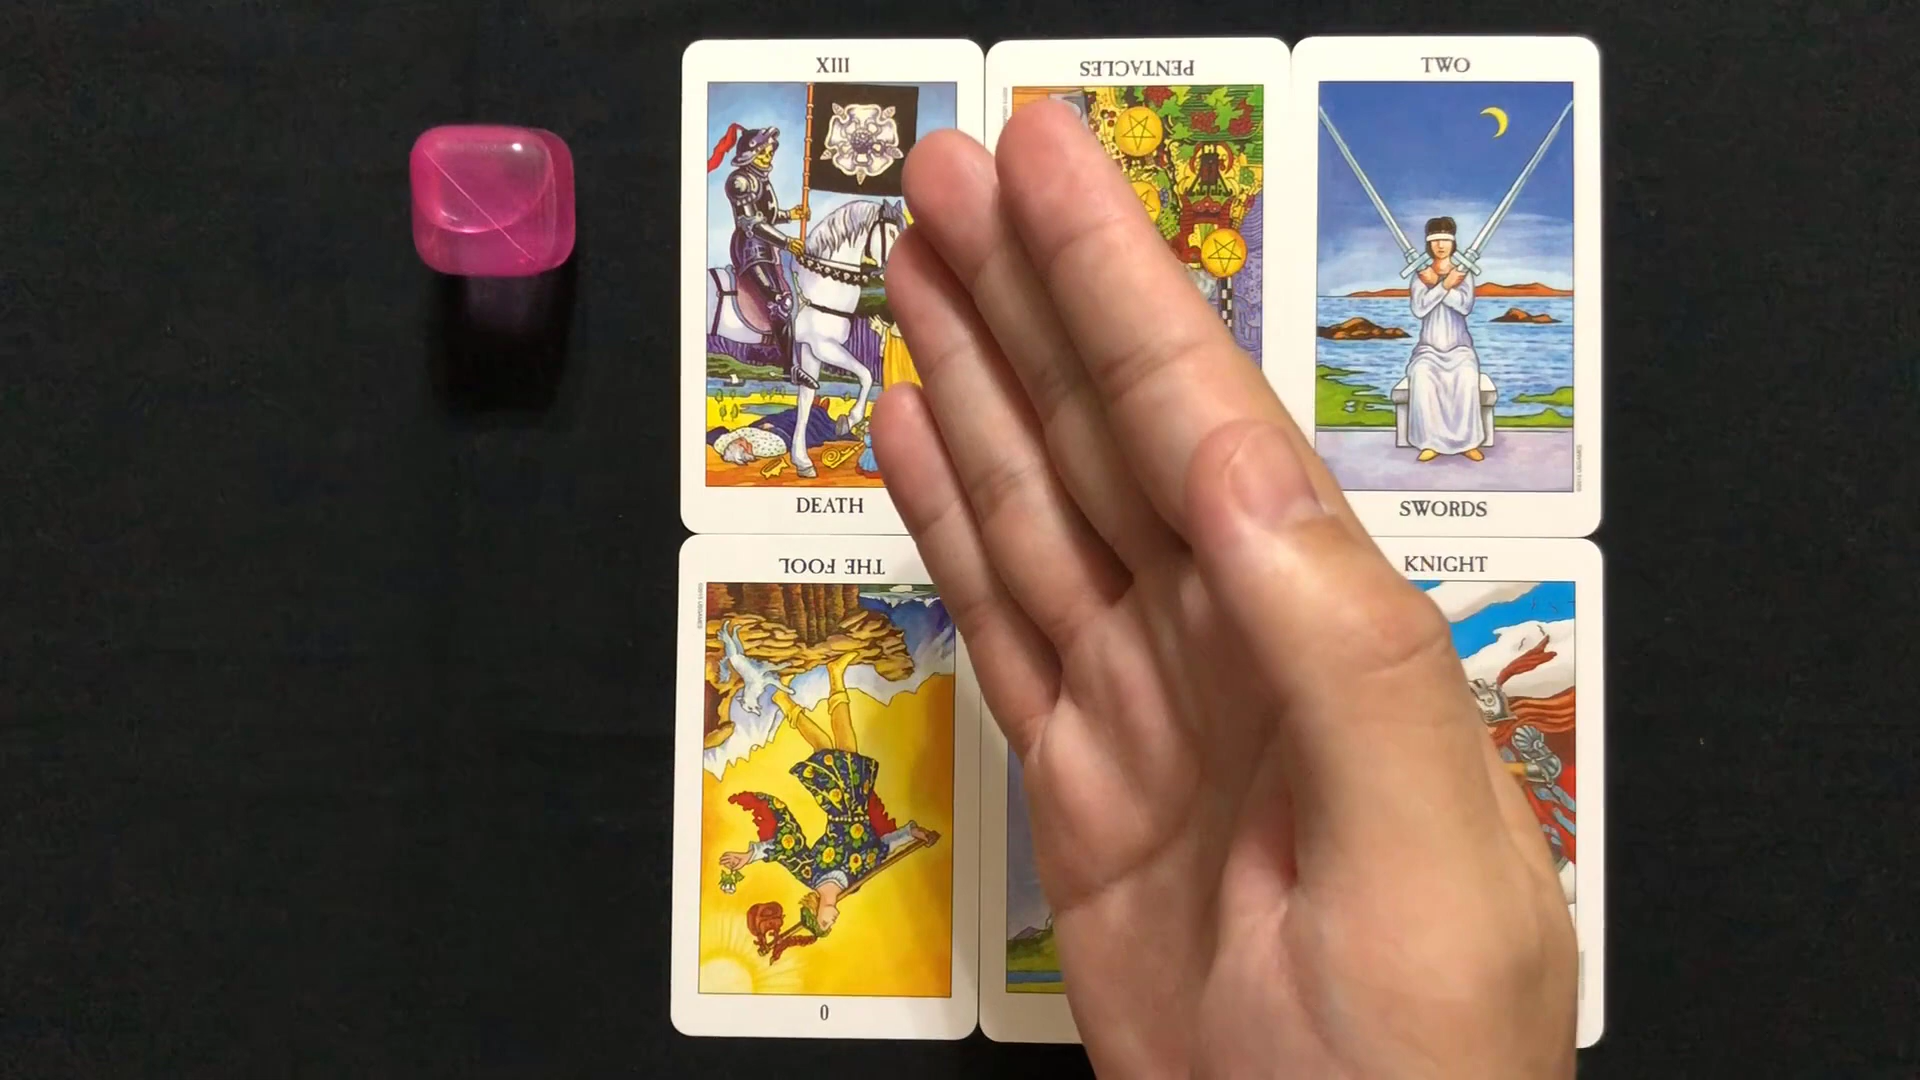 XIII
PENTACLES
TWO
DEATH
SWORDS
THE FOOL
KNIGHT
0